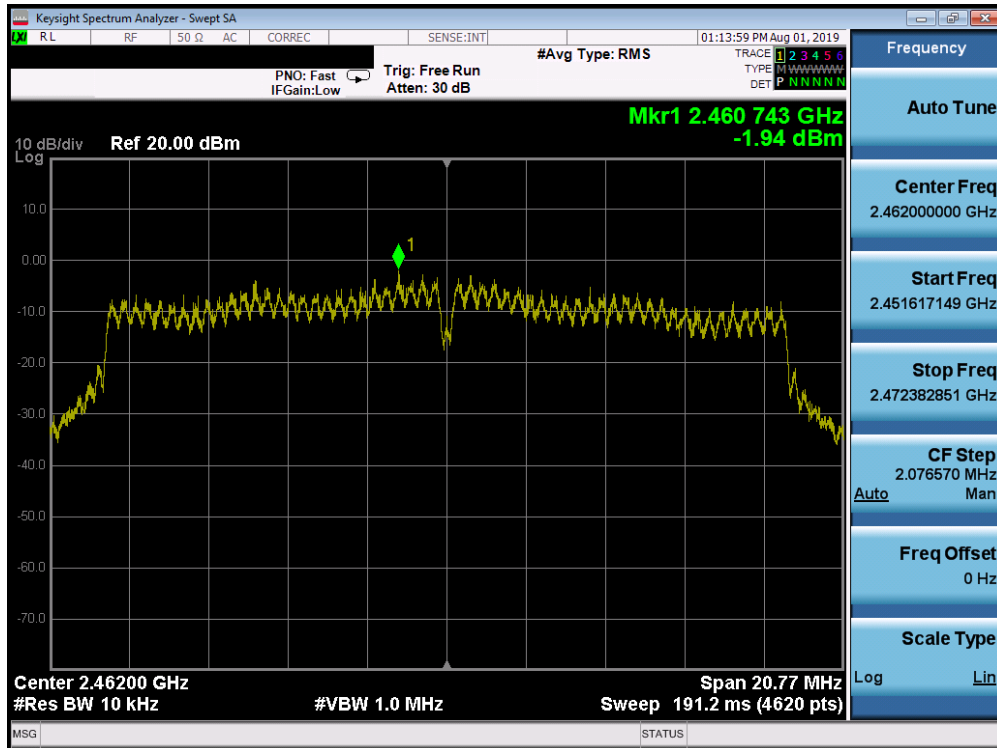 Keysight Spectrum Analyzer - Swept SA
LXI RL RF 50 Ω AC CORREC SENSE:INT 01:13:59 PM Aug 01, 2019
#Avg Type: RMS
TRACE 1 2 3 4 5 6
TYPE M W W W W W
DET P N N N N N
PNO: Fast
IFGain:Low
Trig: Free Run
Atten: 30 dB
Mkr1 2.460 743 GHz
-1.94 dBm
10 dB/div
Log
Ref 20.00 dBm
1
10.0
0.00
-10.0
-20.0
-30.0
-40.0
-50.0
-60.0
-70.0
Center 2.46200 GHz
Span 20.77 MHz
#Res BW 10 kHz
#VBW 1.0 MHz
Sweep 191.2 ms (4620 pts)
MSG
STATUS
Frequency
Auto Tune
Center Freq
2.462000000 GHz
Start Freq
2.451617149 GHz
Stop Freq
2.472382851 GHz
CF Step
2.076570 MHz
Auto Man
Freq Offset
0 Hz
Scale Type
Log Lin